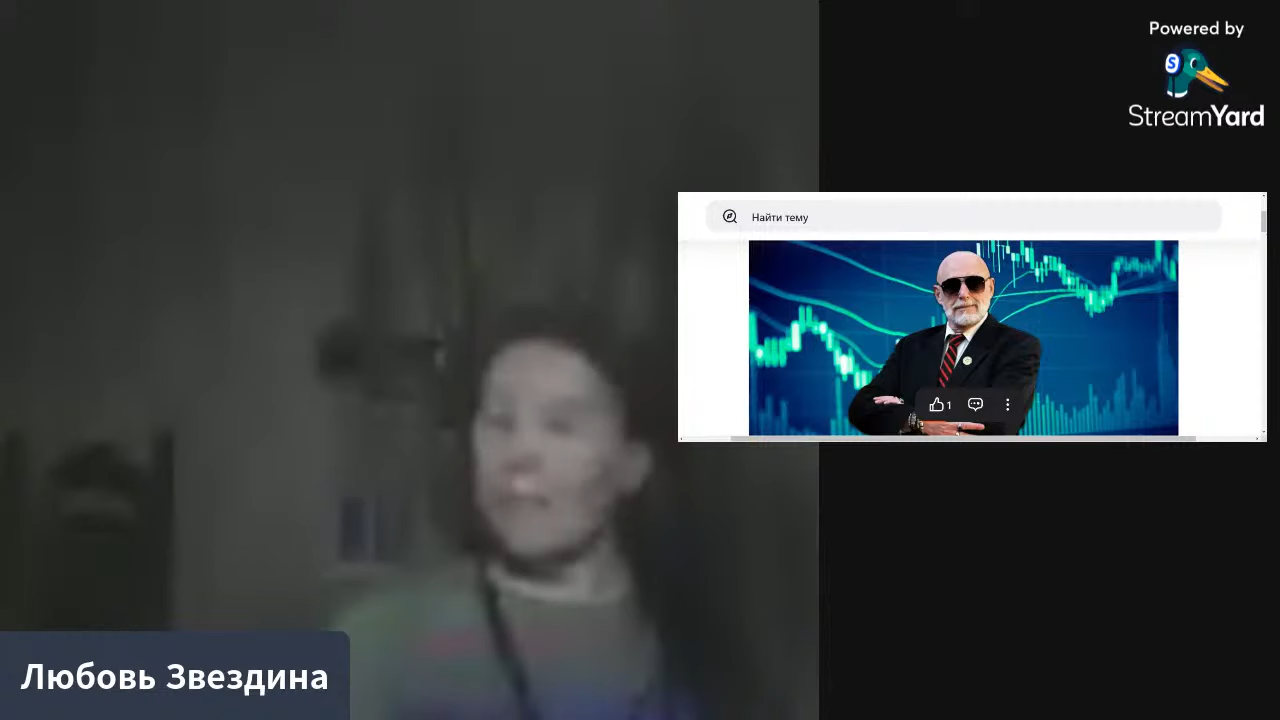 Powered by
S
StreamYard
Найти тему
1
Любовь Звездина